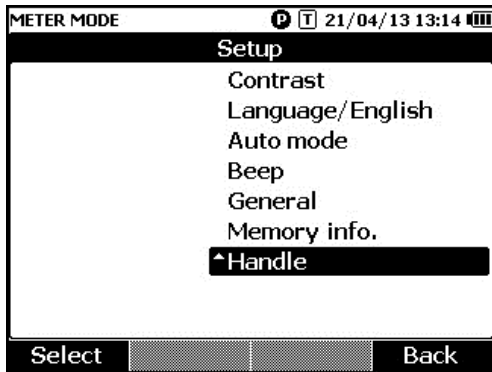 METER MODE P T 21/04/13 13:14
Setup
Contrast
Language/English
Auto mode
Beep
General
Memory info.
Handle
Select Back